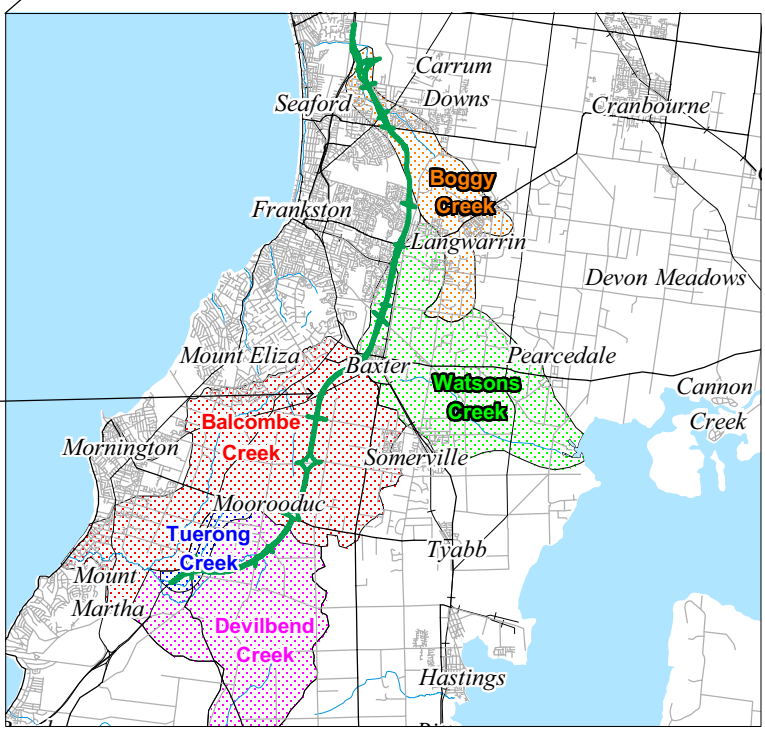 Carrum
Downs
Seaford
Cranbourne
Boggy
Creek
Frankston
Langwarrin
Devon Meadows
Mount Eliza
Baxter
Pearcedale
Watsons
Creek
Cannon
Creek
Balcombe
Creek
Mornington
Somerville
Moorooduc
Tuerong
Creek
Tyabb
Mount
Martha
Devilbend
Creek
Hastings